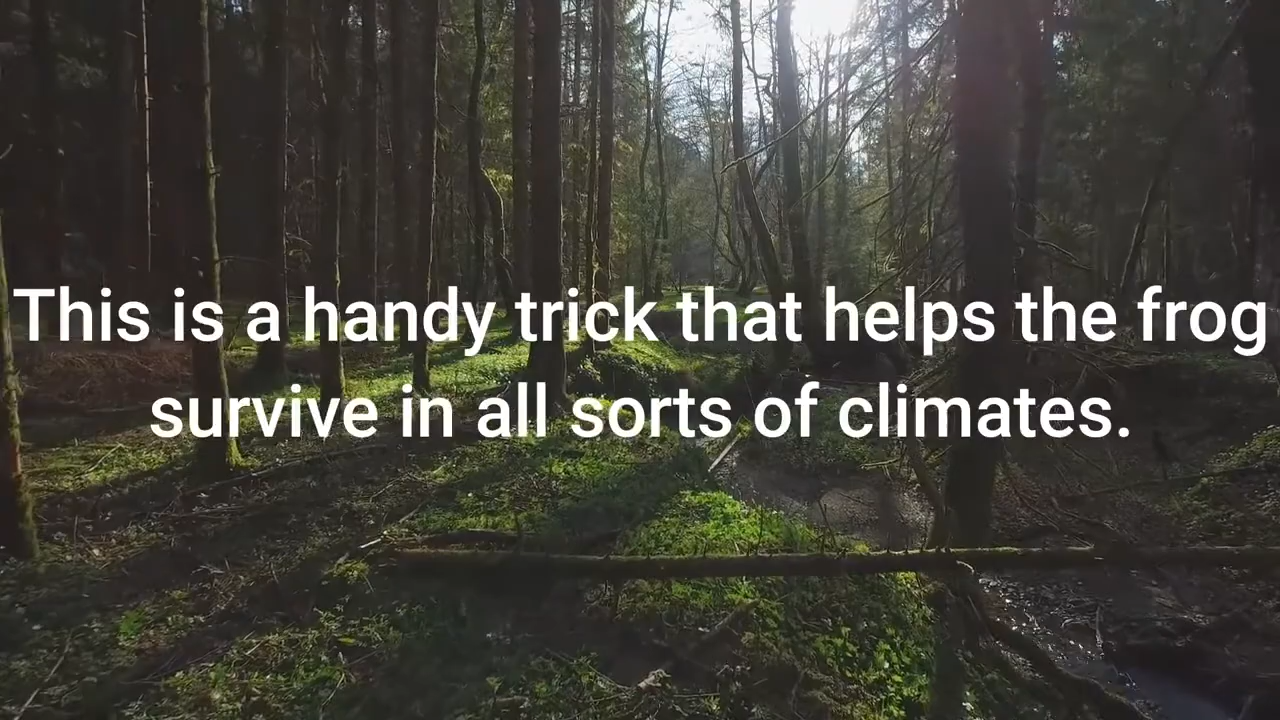 This is a handy trick that helps the frog
survive in all sorts of climates.